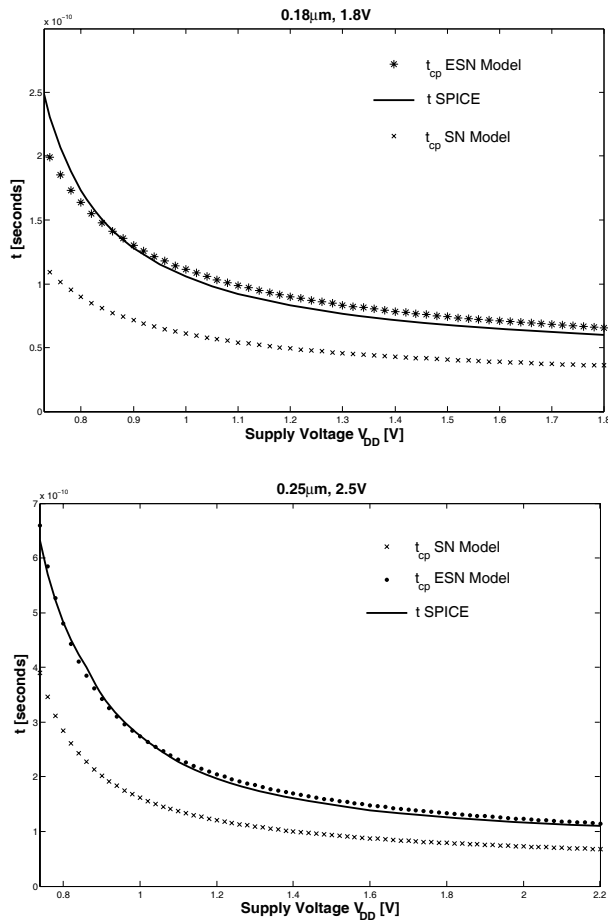 0.18μm, 1.8V
x 10⁻¹⁰
t_cp ESN Model
t SPICE
t_cp SN Model
2.5
2
1.5
1
0.5
0
t [seconds]
0.8 0.9 1 1.1 1.2 1.3 1.4 1.5 1.6 1.7 1.8
Supply Voltage V_DD [V]
0.25μm, 2.5V
x 10⁻¹⁰
7
t_cp SN Model
t_cp ESN Model
t SPICE
6
5
4
3
2
1
0
t [seconds]
0.8 1 1.2 1.4 1.6 1.8 2 2.2
Supply Voltage V_DD [V]